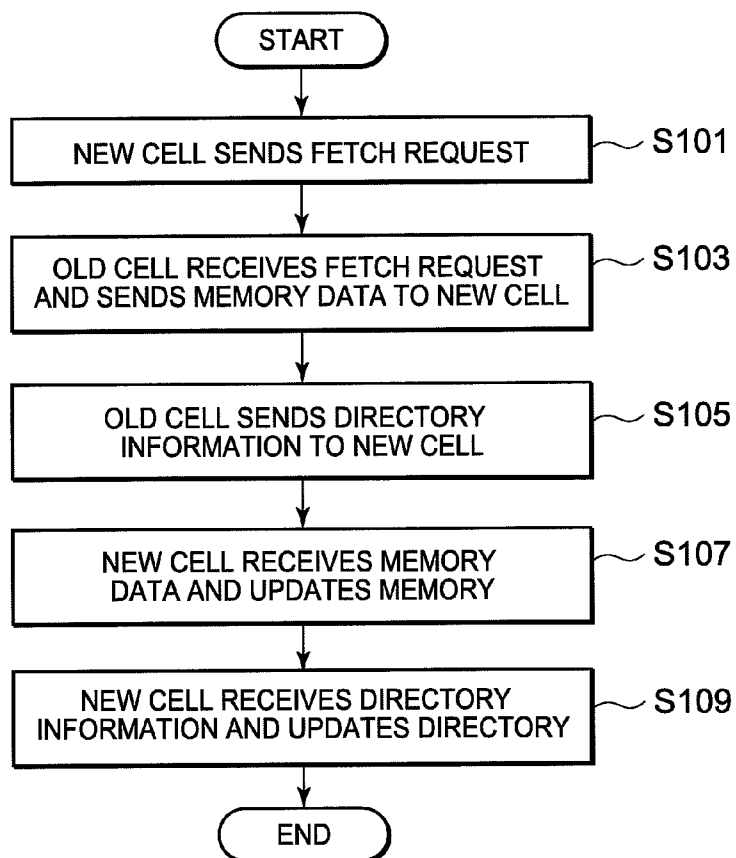 START
NEW CELL SENDS FETCH REQUEST
S101
OLD CELL RECEIVES FETCH REQUEST
AND SENDS MEMORY DATA TO NEW CELL
S103
OLD CELL SENDS DIRECTORY
INFORMATION TO NEW CELL
S105
NEW CELL RECEIVES MEMORY
DATA AND UPDATES MEMORY
S107
NEW CELL RECEIVES DIRECTORY
INFORMATION AND UPDATES DIRECTORY
S109
END